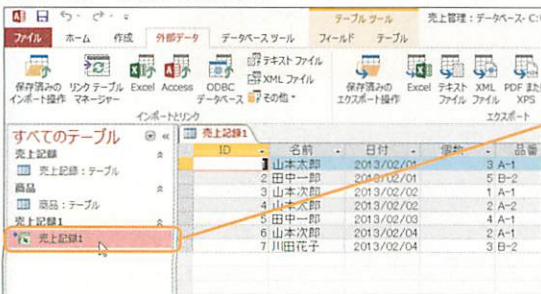 テーブル ツール 売上管理：データベース- C:
ファイル ホーム 作成 外部データ データベース ツール フィールド テーブル
保存済みの インポート操作
リンク テーブル マネージャー
Excel
Access
ODBC データベース
テキスト ファイル
XML ファイル
その他
インポートとリンク
保存済みの エクスポート操作
Excel
テキスト ファイル
XML ファイル
PDF または XPS
エクスポート
すべてのテーブル
売上記録
売上記録：テーブル
商品
商品：テーブル
売上記録1
売上記録1
売上記録1
ID 名前 日付 個数 品番
1 山本太郎 2013/02/01 3 A-1
2 田中一郎 2013/02/01 5 B-2
3 山本次郎 2013/02/02 1 A-1
4 山本太郎 2013/02/02 2 A-1
5 田中一郎 2013/02/03 4 A-1
6 山本次郎 2013/02/04 2 A-1
7 川田花子 2013/02/04 3 B-2